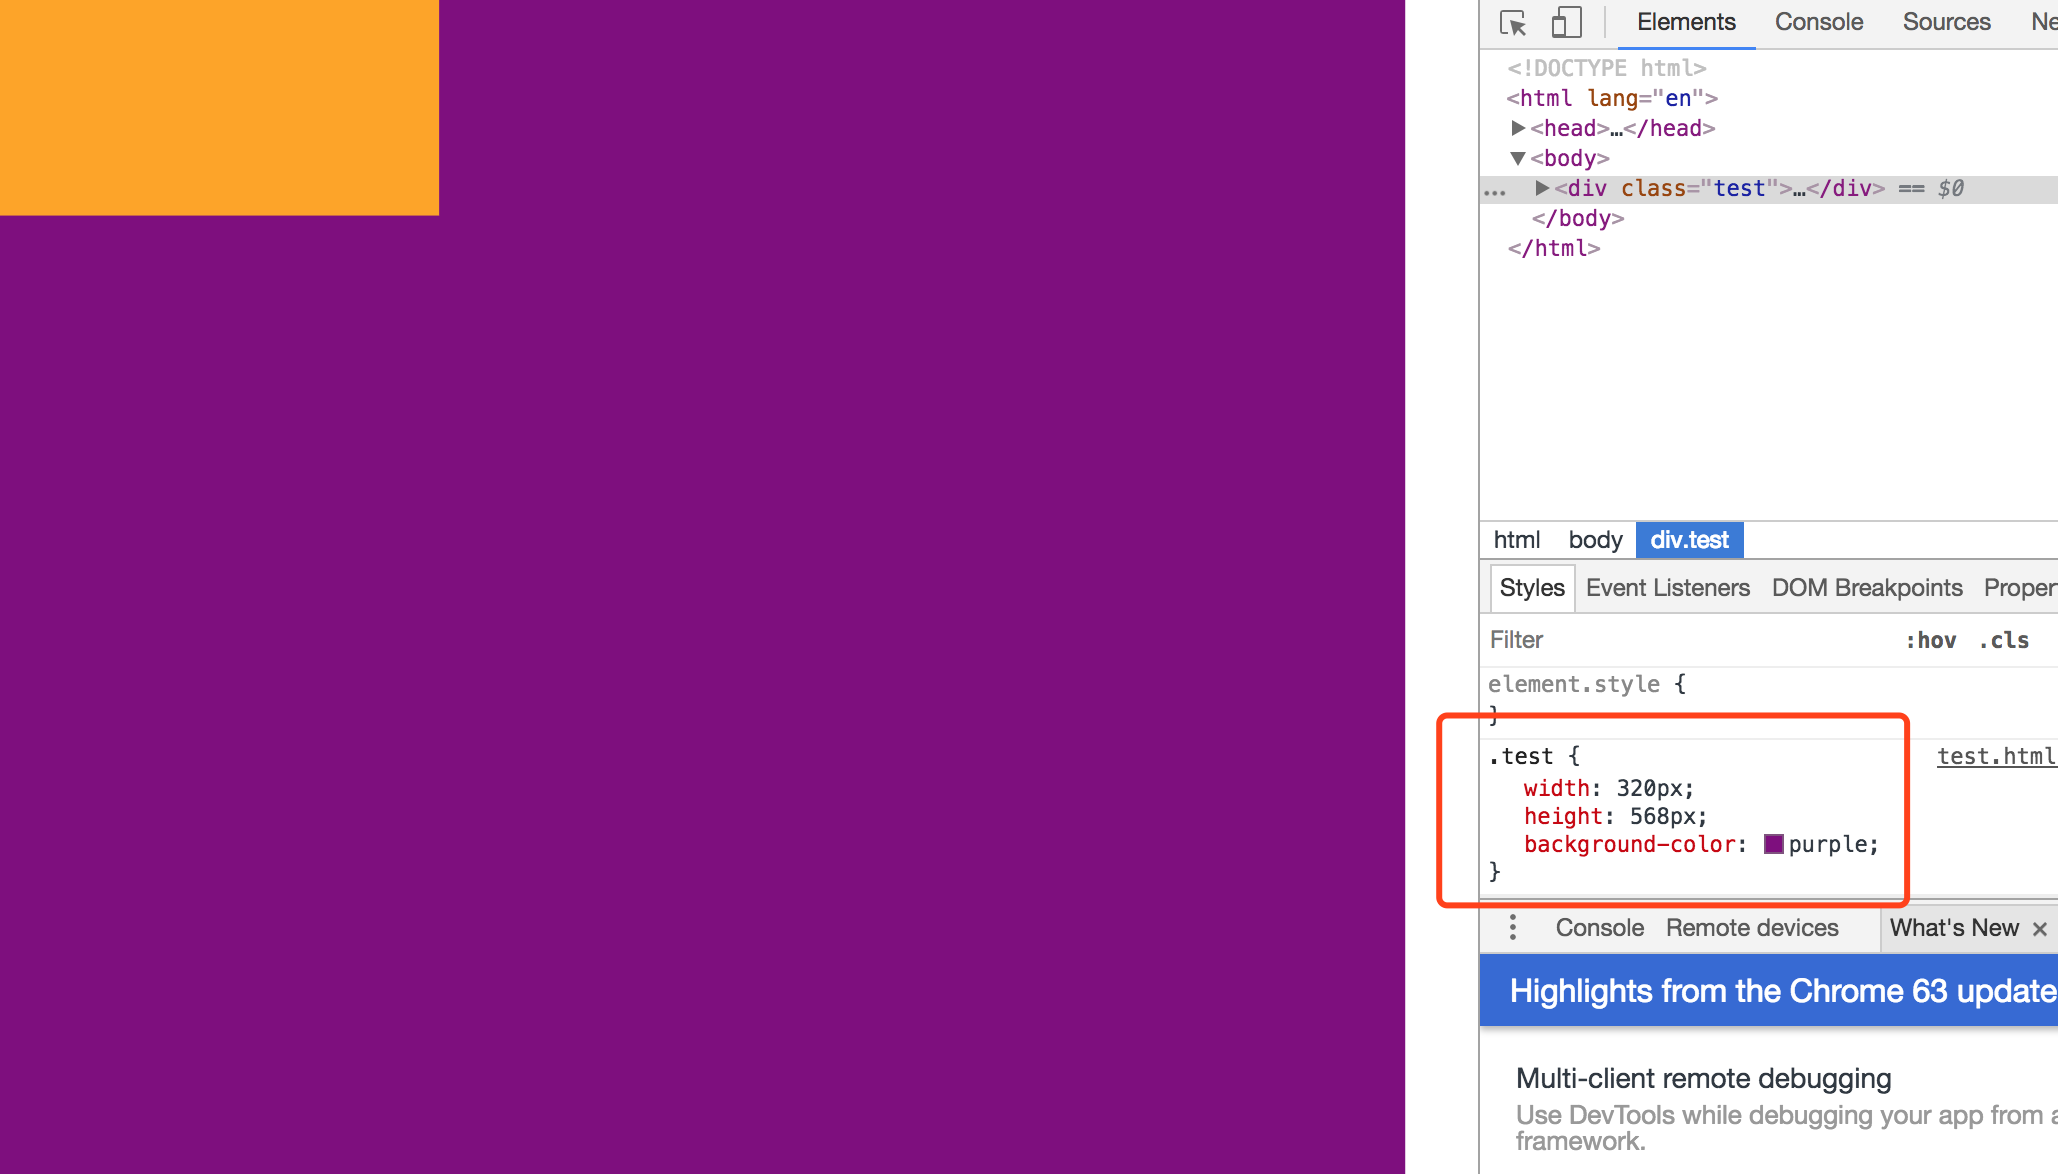 Elements Console Sources Ne
<!DOCTYPE html>
<html lang="en">
<head>…</head>
<body>
… <div class="test">…</div> == $0
</body>
</html>
html body div.test
Styles Event Listeners DOM Breakpoints Proper
Filter :hov .cls
element.style {
}
.test { test.html
width: 320px;
height: 568px;
background-color: purple;
}
Console Remote devices What's New ×
Highlights from the Chrome 63 update
Multi-client remote debugging
Use DevTools while debugging your app from a
framework.